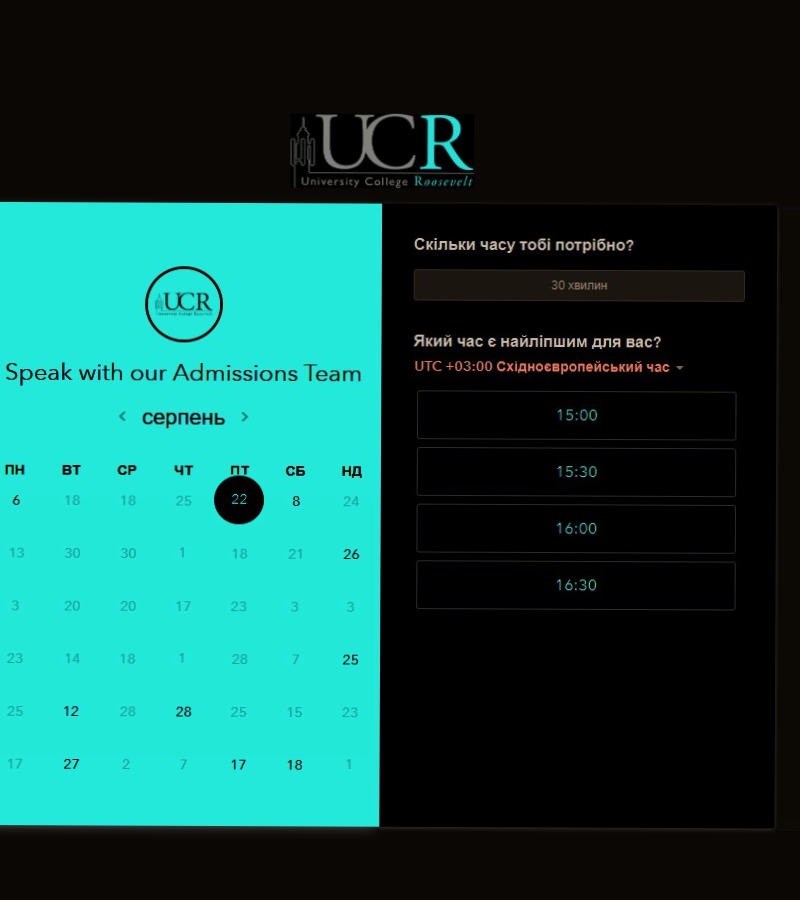 UCR
University College Roosevelt
UCR
Speak with our Admissions Team
серпень
ПН ВТ СР ЧТ ПТ СБ НД
6 18 18 25 22 8 24
13 30 30 1 18 21 26
3 20 20 17 23 3 3
23 14 18 1 28 7 25
25 12 28 28 25 15 23
17 27 2 7 17 18 1
Скільки часу тобі потрібно?
30 хвилин
Який час є найліпшим для вас?
UTC +03:00 Східноєвропейський час
15:00
15:30
16:00
16:30